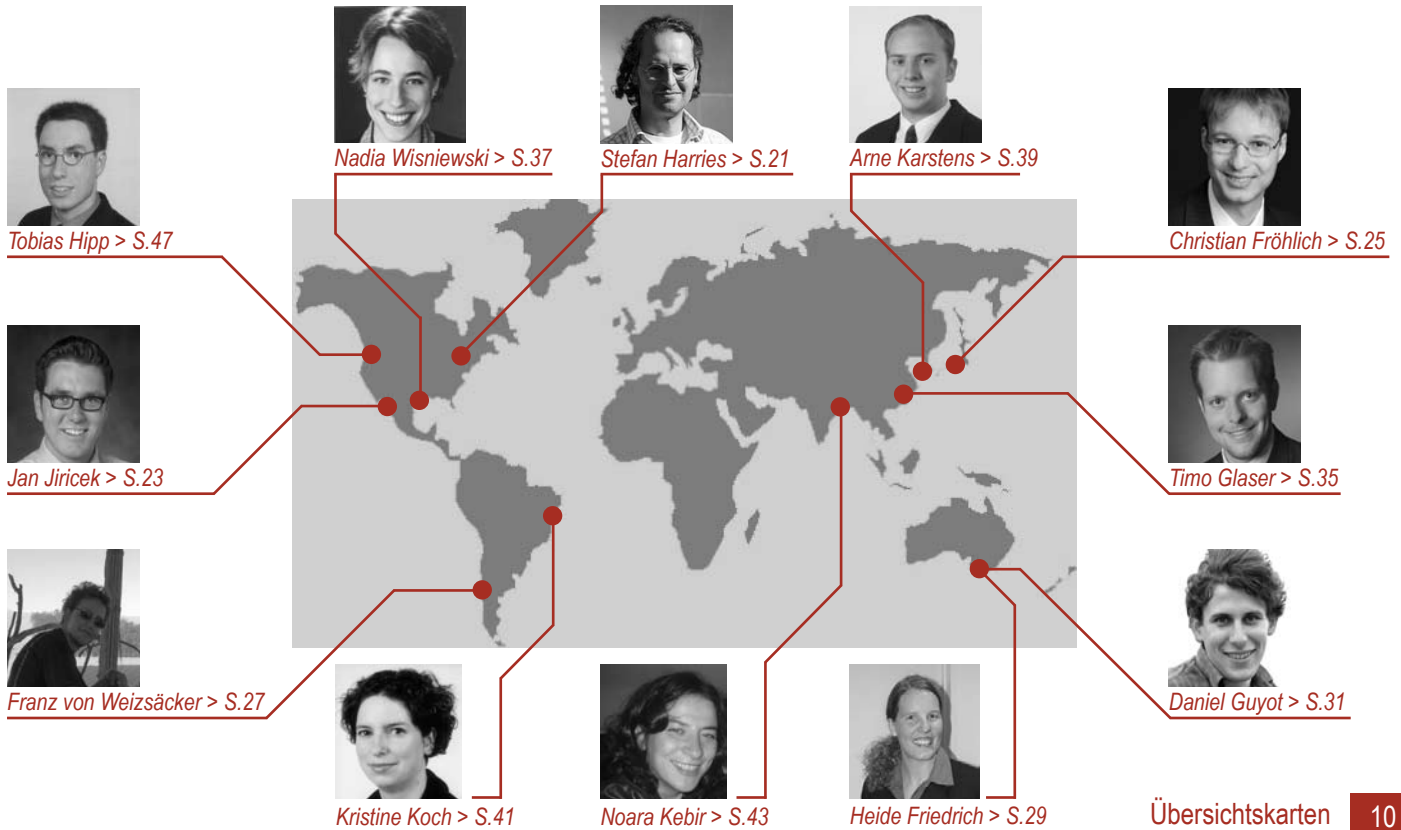 Nadia Wisniewski > S.37
Stefan Harries > S.21
Arne Karstens > S.39
Tobias Hipp > S.47
Christian Fröhlich > S.25
Jan Jiricek > S.23
Timo Glaser > S.35
Franz von Weizsäcker > S.27
Daniel Guyot > S.31
Kristine Koch > S.41
Noara Kebir > S.43
Heide Friedrich > S.29
Übersichtskarten 10